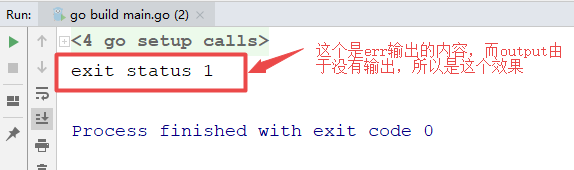 Run: go build main.go (2)
<4 go setup calls>
这个是err输出的内容，而output由
于没有输出，所以是这个效果
exit status 1
Process finished with exit code 0